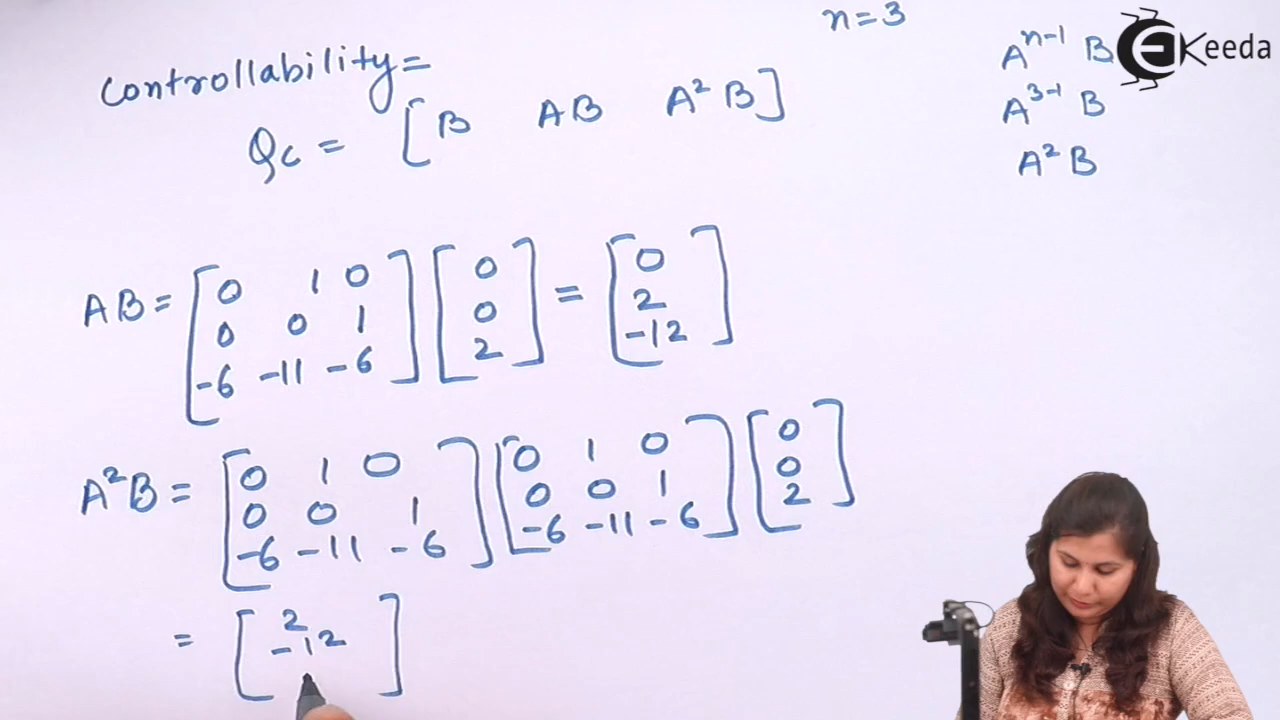 n=3
Controllability=
Qc = [B AB A²B]
Aⁿ⁻¹ B
A³⁻¹ B
A² B
EKeeda
AB = [0 1 0] [0] = [0]
[0 0 1] [0] [2]
[-6 -11 -6] [2] [-12]
A²B = [0 1 0] [0 1 0] [0]
[0 0 1] [0 0 1] [0]
[-6 -11 -6] [-6 -11 -6] [2]
= [2
-12]